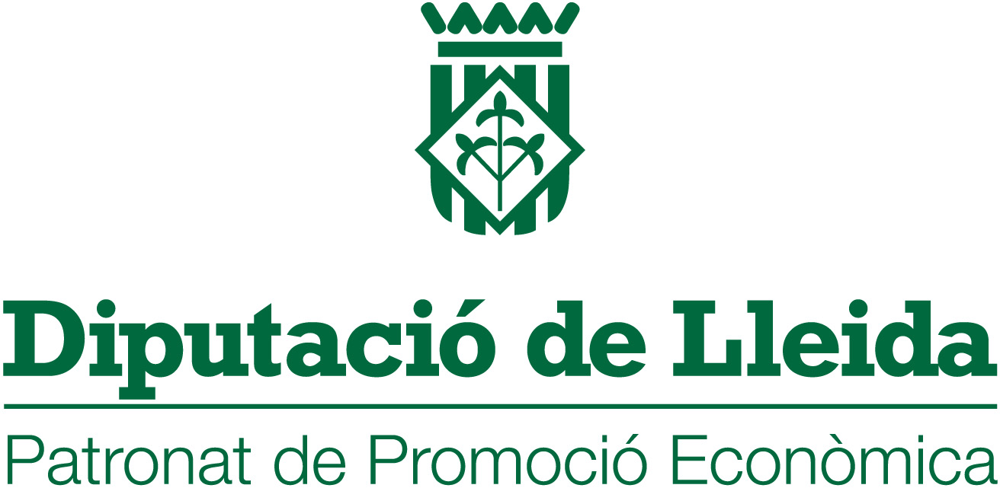 Diputació de Lleida
Patronat de Promoció Econòmica